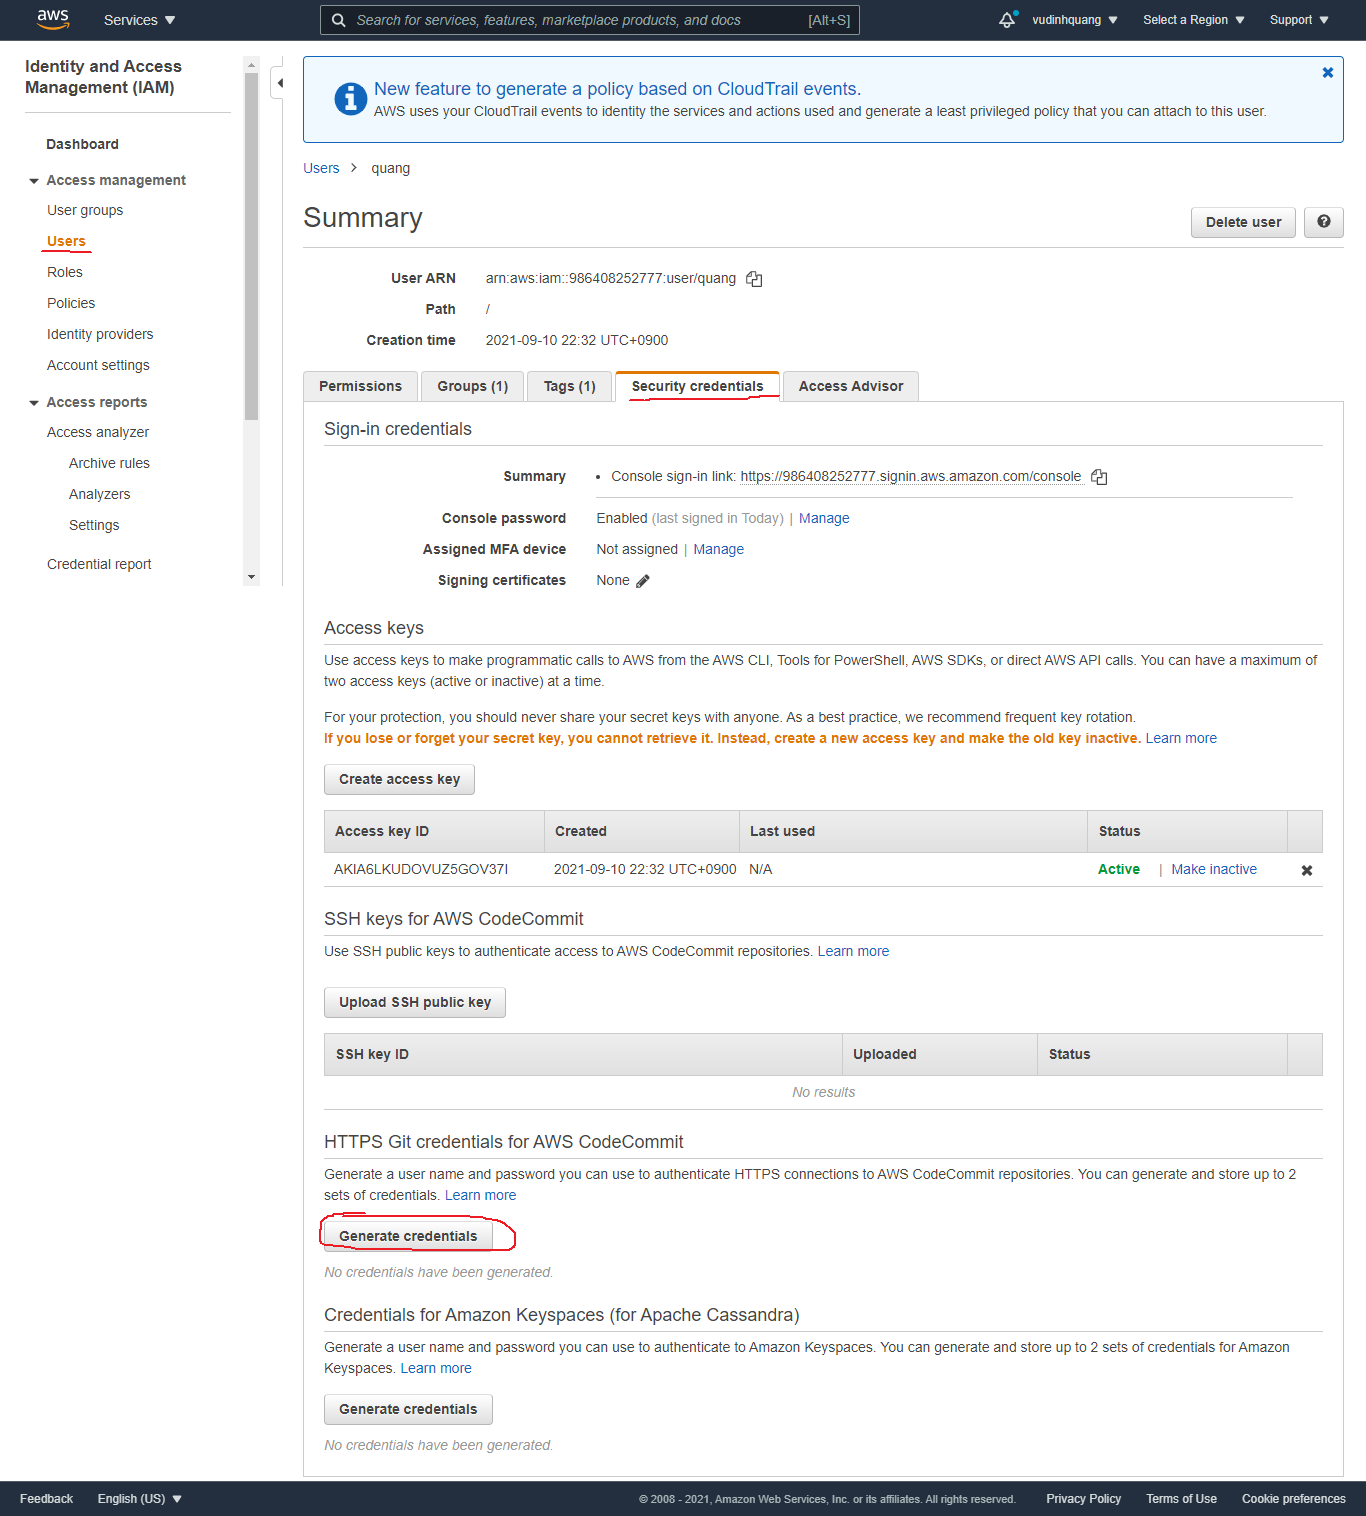 aws
Services
Search for services, features, marketplace products, and docs [Alt+S]
vudinhquang
Select a Region
Support
Identity and Access
Management (IAM)
Dashboard
Access management
User groups
Users
Roles
Policies
Identity providers
Account settings
Access reports
Access analyzer
Archive rules
Analyzers
Settings
Credential report
New feature to generate a policy based on CloudTrail events.
AWS uses your CloudTrail events to identify the services and actions used and generate a least privileged policy that you can attach to this user.
Users > quang
Summary
Delete user
User ARN arn:aws:iam::986408252777:user/quang
Path /
Creation time 2021-09-10 22:32 UTC+0900
Permissions Groups (1) Tags (1) Security credentials Access Advisor
Sign-in credentials
Summary • Console sign-in link: https://986408252777.signin.aws.amazon.com/console
Console password Enabled (last signed in Today) | Manage
Assigned MFA device Not assigned | Manage
Signing certificates None
Access keys
Use access keys to make programmatic calls to AWS from the AWS CLI, Tools for PowerShell, AWS SDKs, or direct AWS API calls. You can have a maximum of
two access keys (active or inactive) at a time.
For your protection, you should never share your secret keys with anyone. As a best practice, we recommend frequent key rotation.
If you lose or forget your secret key, you cannot retrieve it. Instead, create a new access key and make the old key inactive. Learn more
Create access key
Access key ID Created Last used Status
AKIA6LKUDOVUZ5GOV37I 2021-09-10 22:32 UTC+0900 N/A Active | Make inactive
SSH keys for AWS CodeCommit
Use SSH public keys to authenticate access to AWS CodeCommit repositories. Learn more
Upload SSH public key
SSH key ID Uploaded Status
No results
HTTPS Git credentials for AWS CodeCommit
Generate a user name and password you can use to authenticate HTTPS connections to AWS CodeCommit repositories. You can generate and store up to 2
sets of credentials. Learn more
Generate credentials
No credentials have been generated.
Credentials for Amazon Keyspaces (for Apache Cassandra)
Generate a user name and password you can use to authenticate to Amazon Keyspaces. You can generate and store up to 2 sets of credentials for Amazon
Keyspaces. Learn more
Generate credentials
No credentials have been generated.
Feedback English (US) © 2008 - 2021, Amazon Web Services, Inc. or its affiliates. All rights reserved. Privacy Policy Terms of Use Cookie preferences